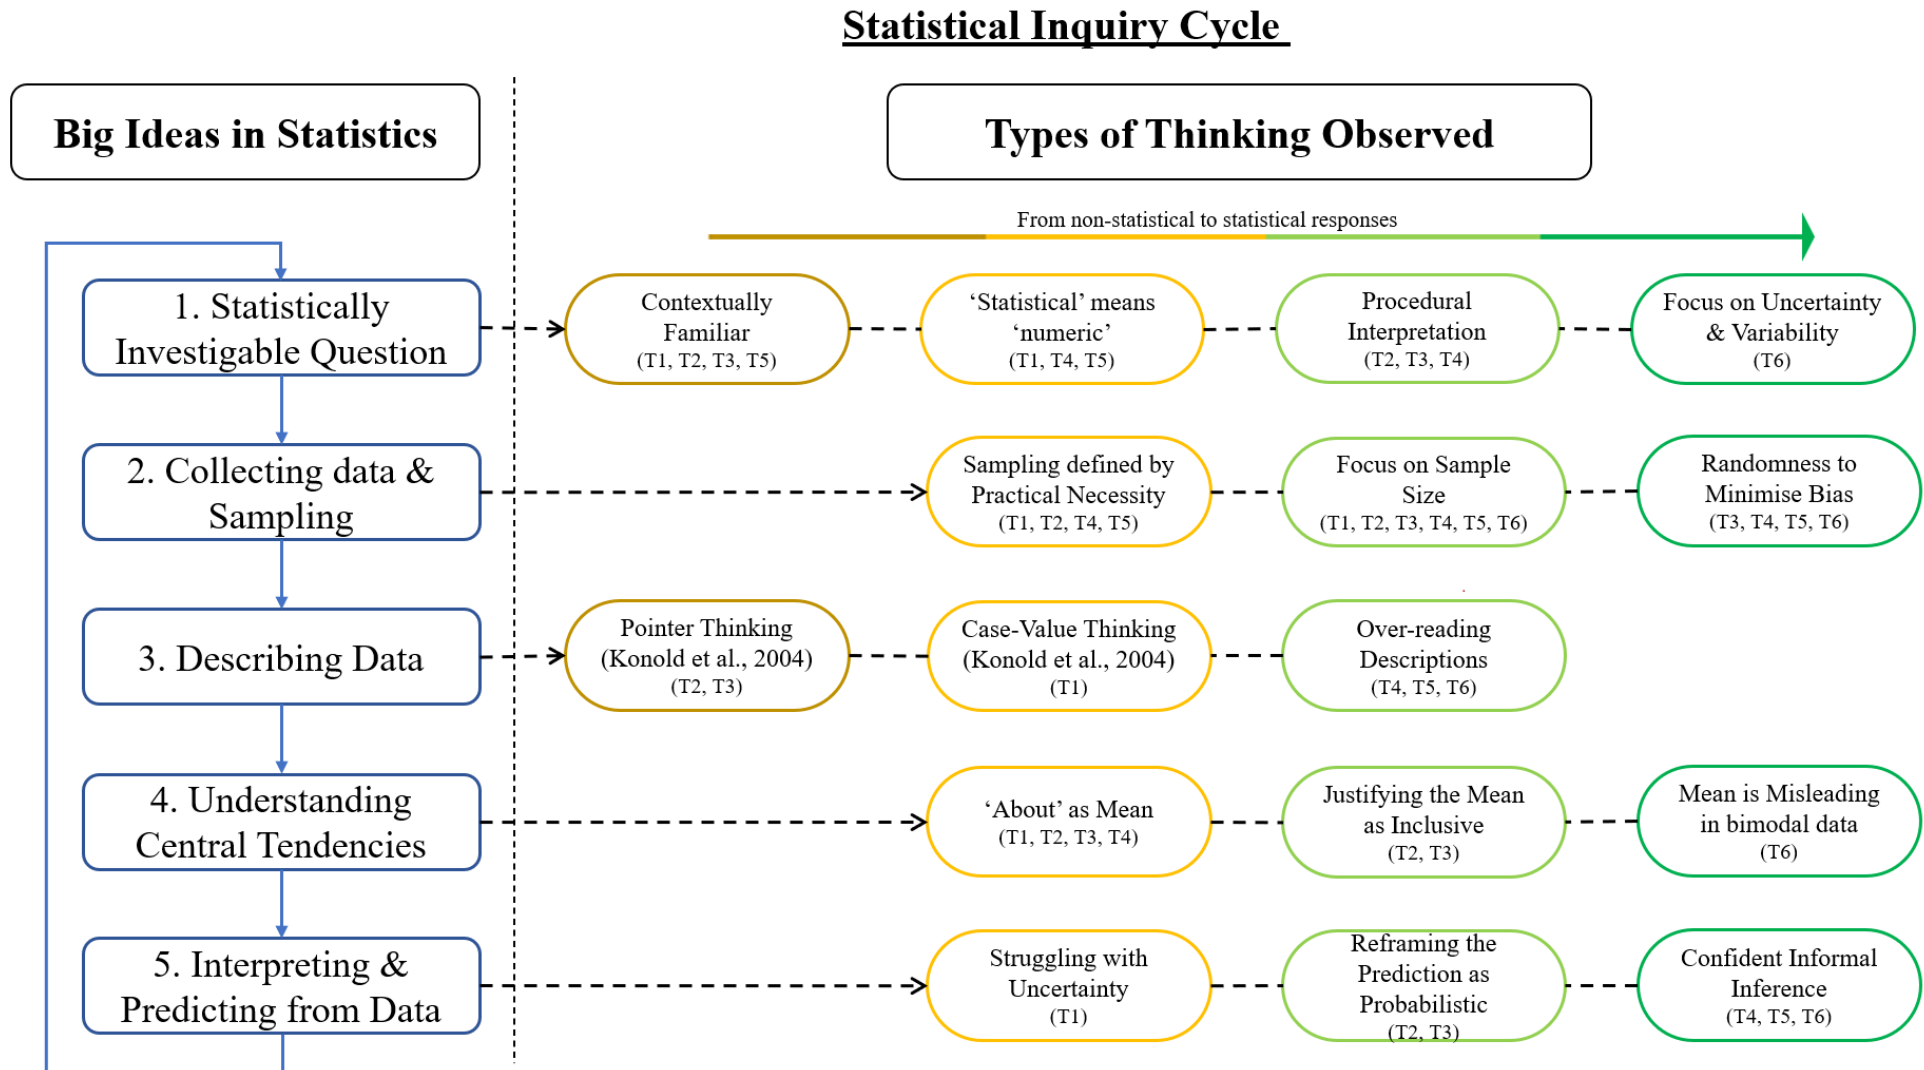 Statistical Inquiry Cycle
Big Ideas in Statistics
Types of Thinking Observed
From non-statistical to statistical responses
1. Statistically
Investigable Question
Contextually
Familiar
(T1, T2, T3, T5)
‘Statistical’ means
‘numeric’
(T1, T4, T5)
Procedural
Interpretation
(T2, T3, T4)
Focus on Uncertainty
& Variability
(T6)
2. Collecting data &
Sampling
Sampling defined by
Practical Necessity
(T1, T2, T4, T5)
Focus on Sample
Size
(T1, T2, T3, T4, T5, T6)
Randomness to
Minimise Bias
(T3, T4, T5, T6)
3. Describing Data
Pointer Thinking
(Konold et al., 2004)
(T2, T3)
Case-Value Thinking
(Konold et al., 2004)
(T1)
Over-reading
Descriptions
(T4, T5, T6)
4. Understanding
Central Tendencies
‘About’ as Mean
(T1, T2, T3, T4)
Justifying the Mean
as Inclusive
(T2, T3)
Mean is Misleading
in bimodal data
(T6)
5. Interpreting &
Predicting from Data
Struggling with
Uncertainty
(T1)
Reframing the
Prediction as
Probabilistic
(T2, T3)
Confident Informal
Inference
(T4, T5, T6)